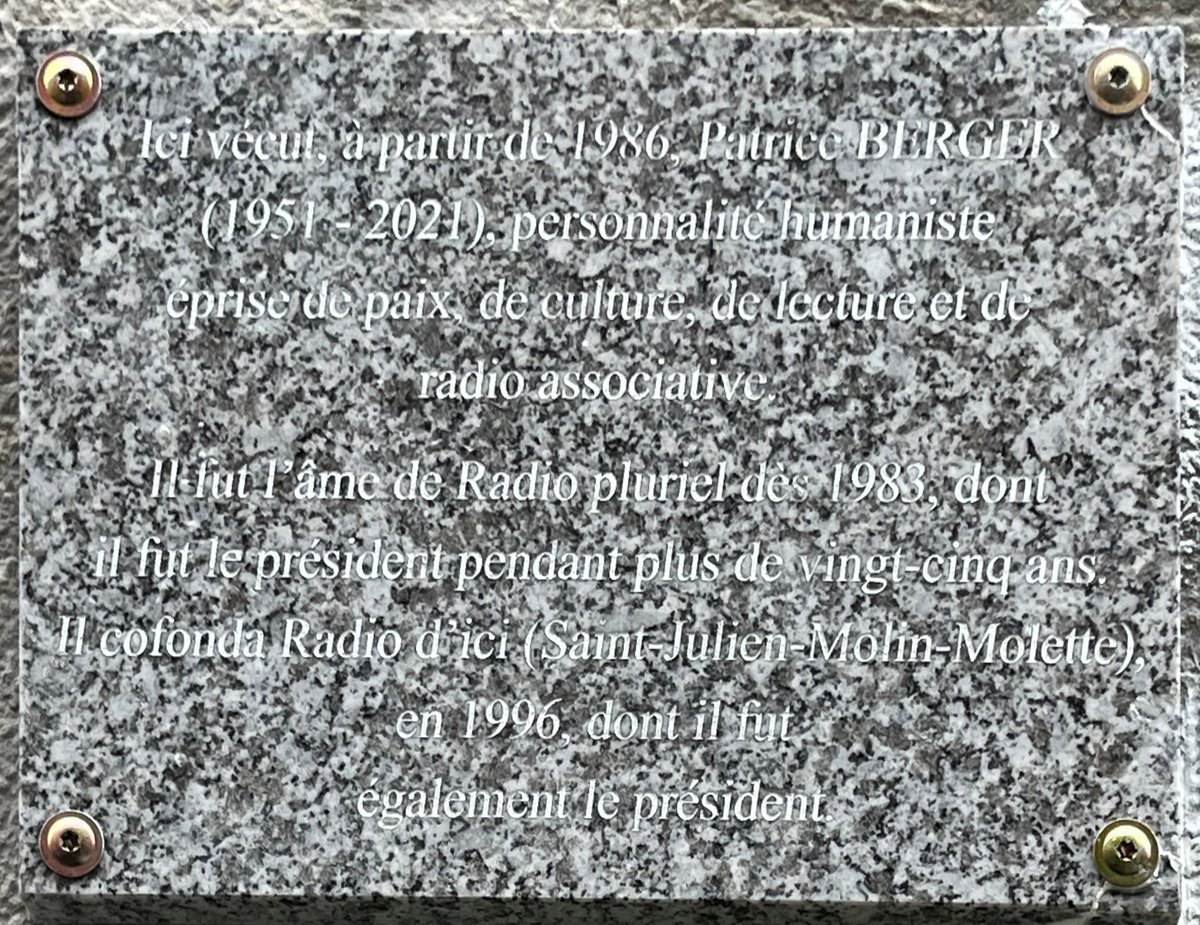 Ici vécut, à partir de 1986, Patrice BERGER
(1951 - 2021), personnalité humaniste
éprise de paix, de culture, de lecture et de
radio associative.
Il fut l'âme de Radio pluriel dès 1983, dont
il fut le président pendant plus de vingt-cinq ans.
Il cofonda Radio d'ici (Saint-Julien-Molin-Molette),
en 1996, dont il fut
également le président.